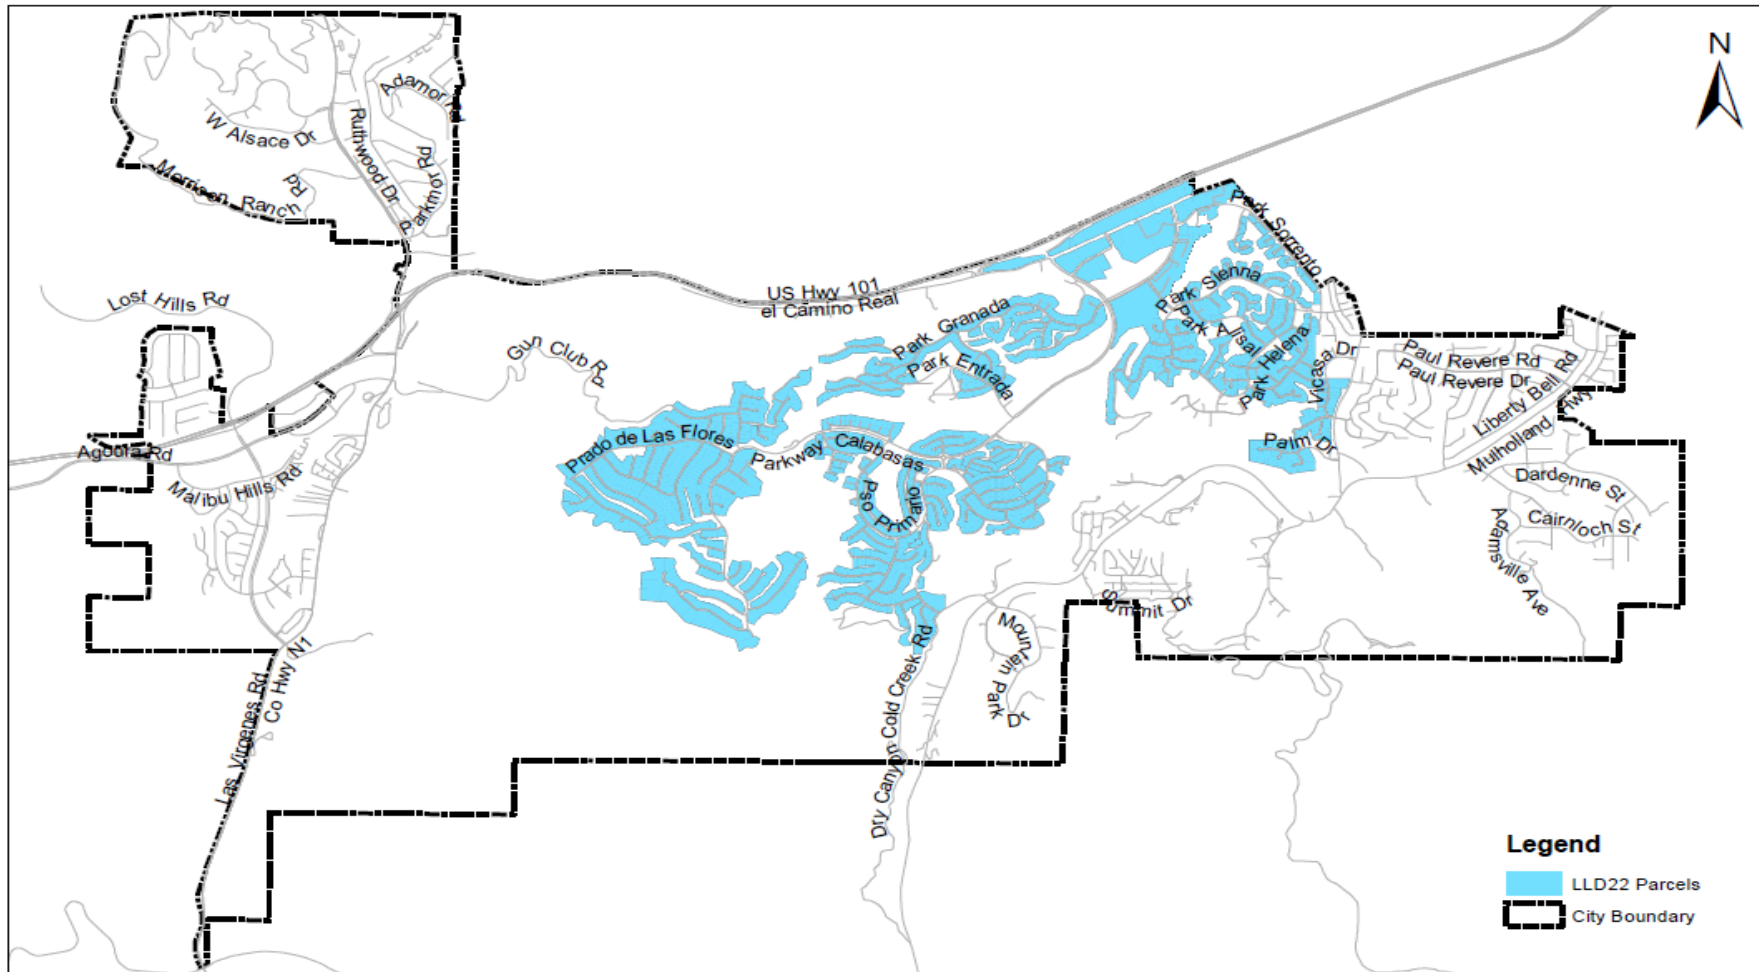 N
Adamor Rd
W Alsace Dr
Ruthwood Dr
Parkmor Rd
Morrison Ranch Rd
Park Sorrento
Lost Hills Rd
US Hwy 101
el Camino Real
Park Sienna
Park Granada
Park Alisal
Park Helena
Vicasa Dr
Gun Club Rd
Park Entrada
Paul Revere Rd
Paul Revere Dr
Liberty Bell Rd
Mulholland Hwy
Agoura Rd
Malibu Hills Rd
Prado de Las Flores
Parkway Calabasas
Palm Dr
Pso Primario
Dardenne St
Cairnloch St
Adamsville Ave
Summit Dr
Mountain Park Dr
Las Virgenes Rd
Co Hwy N1
Dry Canyon Cold Creek Rd
Legend
LLD22 Parcels
City Boundary